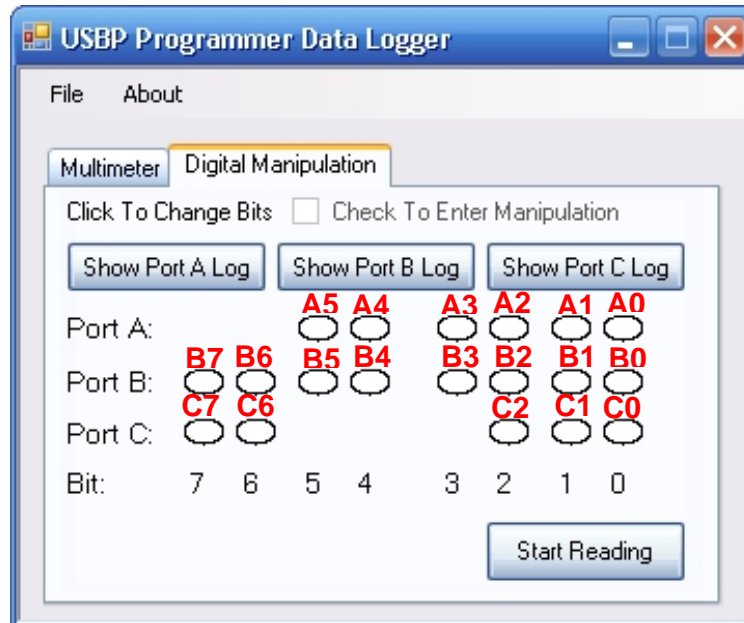 USBP Programmer Data Logger
File About
Multimeter Digital Manipulation
Click To Change Bits Check To Enter Manipulation
Show Port A Log Show Port B Log Show Port C Log
A5 A4 A3 A2 A1 A0
Port A:
B7 B6 B5 B4 B3 B2 B1 B0
Port B:
C7 C6 C2 C1 C0
Port C:
Bit: 7 6 5 4 3 2 1 0
Start Reading